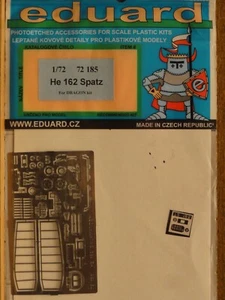 eduard
PHOTOETCHED ACCESSORIES FOR SCALE PLASTIC KITS
LEPTANÉ KOVOVÉ DETAILY PRO PLASTIKOVÉ MODELY
1/72 72 185
He 162 Spatz
For DRAGON kit
WWW.EDUARD.CZ
MADE IN CZECH REPUBLIC